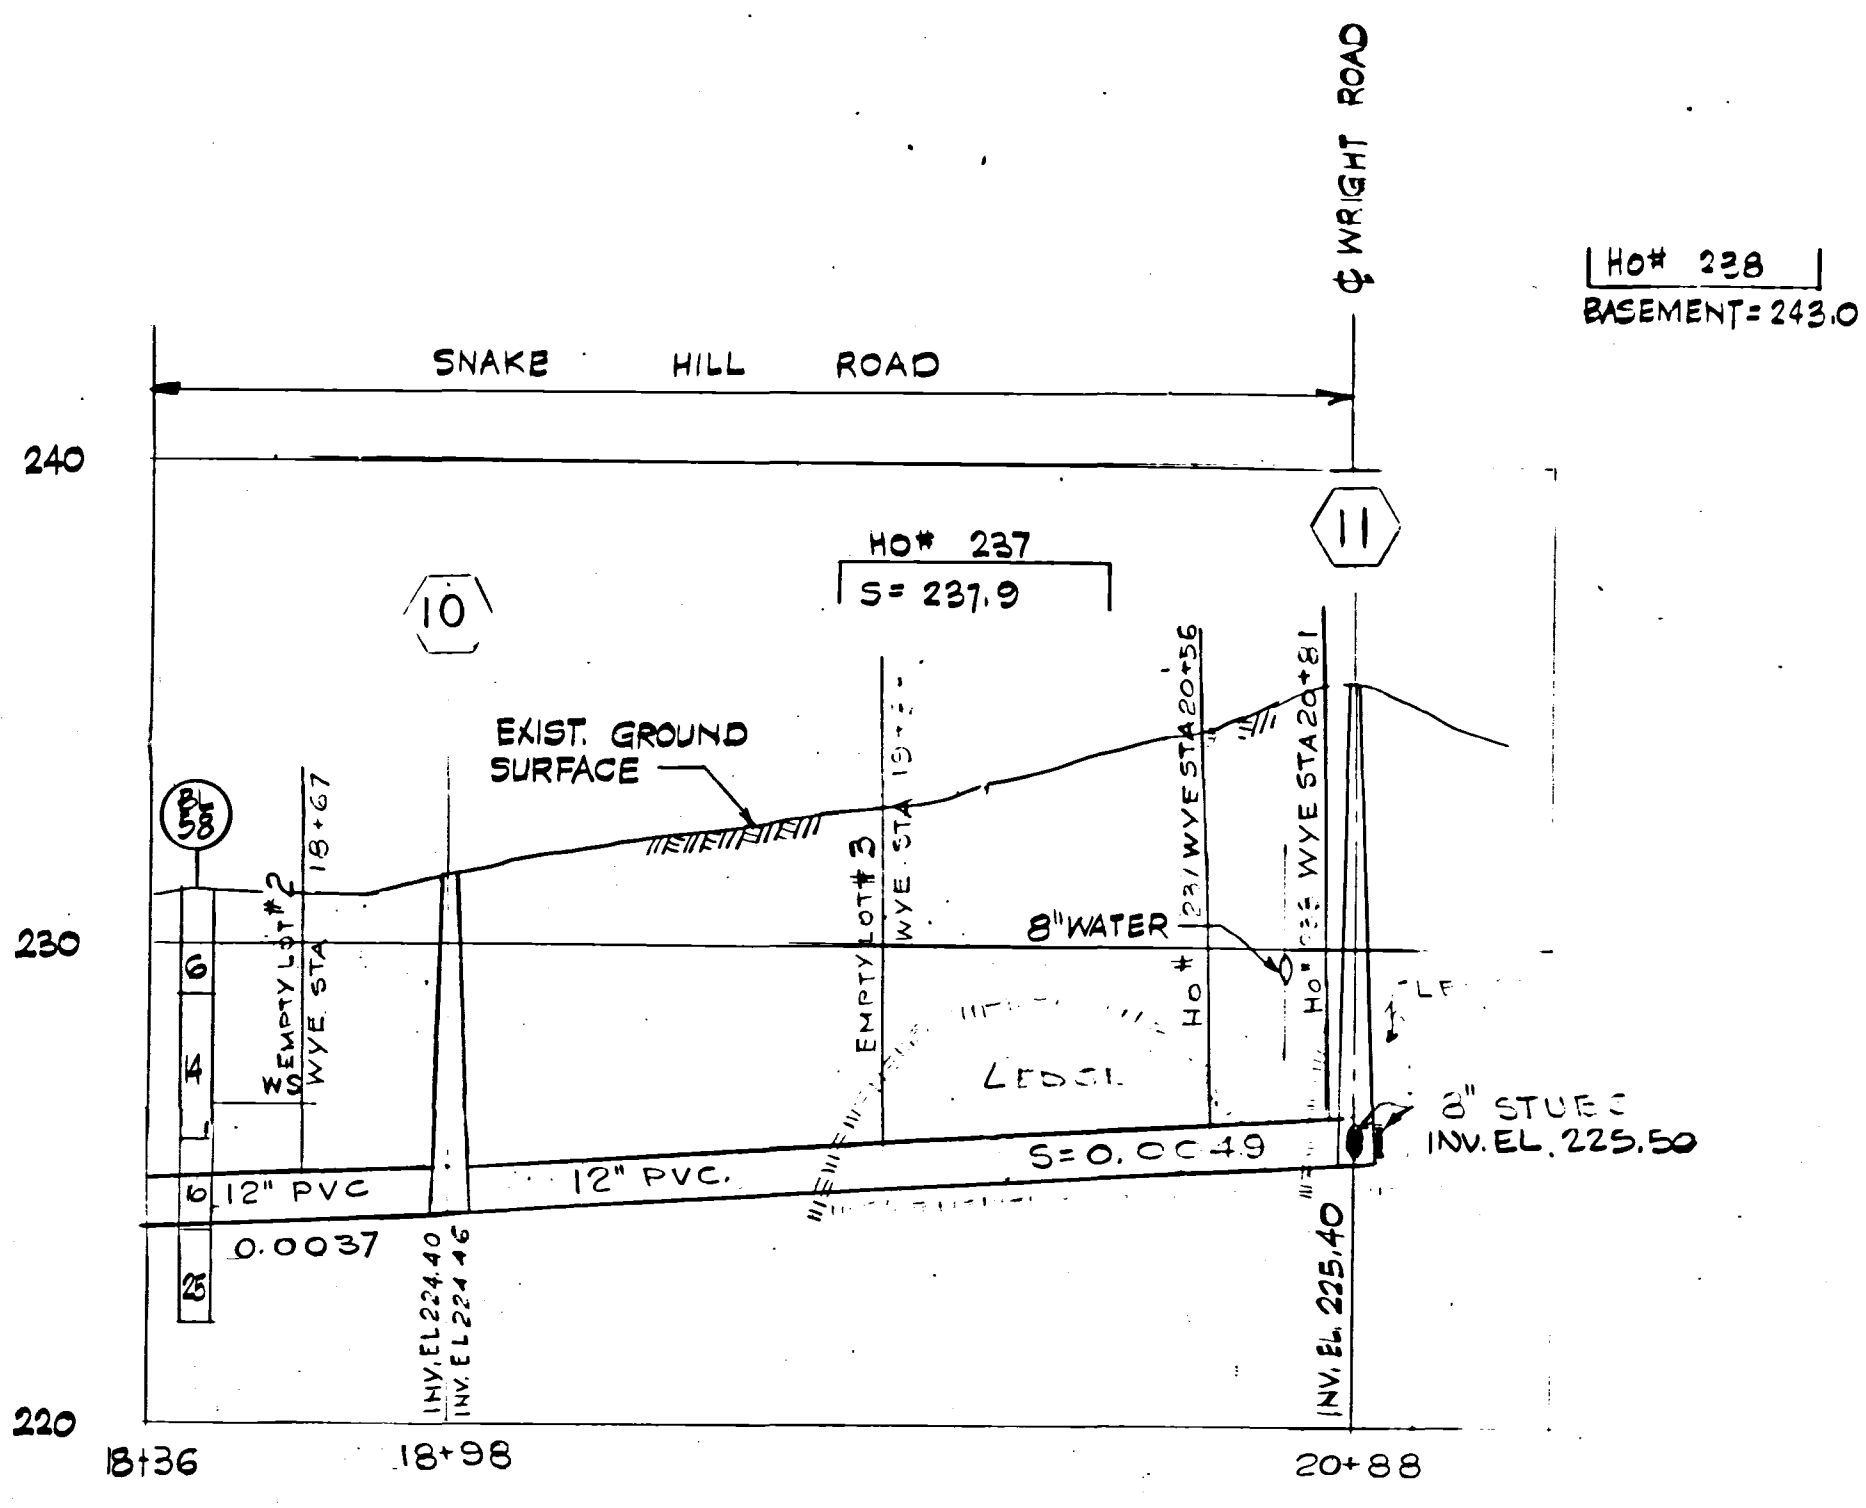 ℄ WRIGHT ROAD
HO# 238
BASEMENT=243.0
SNAKE HILL ROAD
240
11
HO# 237
S= 237.9
10
EXIST. GROUND
SURFACE
BL
58
EMPTY LOT #2
WYE STA 18+67
WS
EMPTY LOT #3
WYE STA
HO# 231 WYE STA 20+56
HO# WYE STA 20+81
8" WATER
230
6
14
6
25
LEDGE
8" STUBS
INV. EL. 225.50
S=0.0049
12" PVC
12" PVC.
0.0037
INV. EL 224.40
INV. EL 224.46
INV. EL. 225.40
220
18+36
18+98
20+88